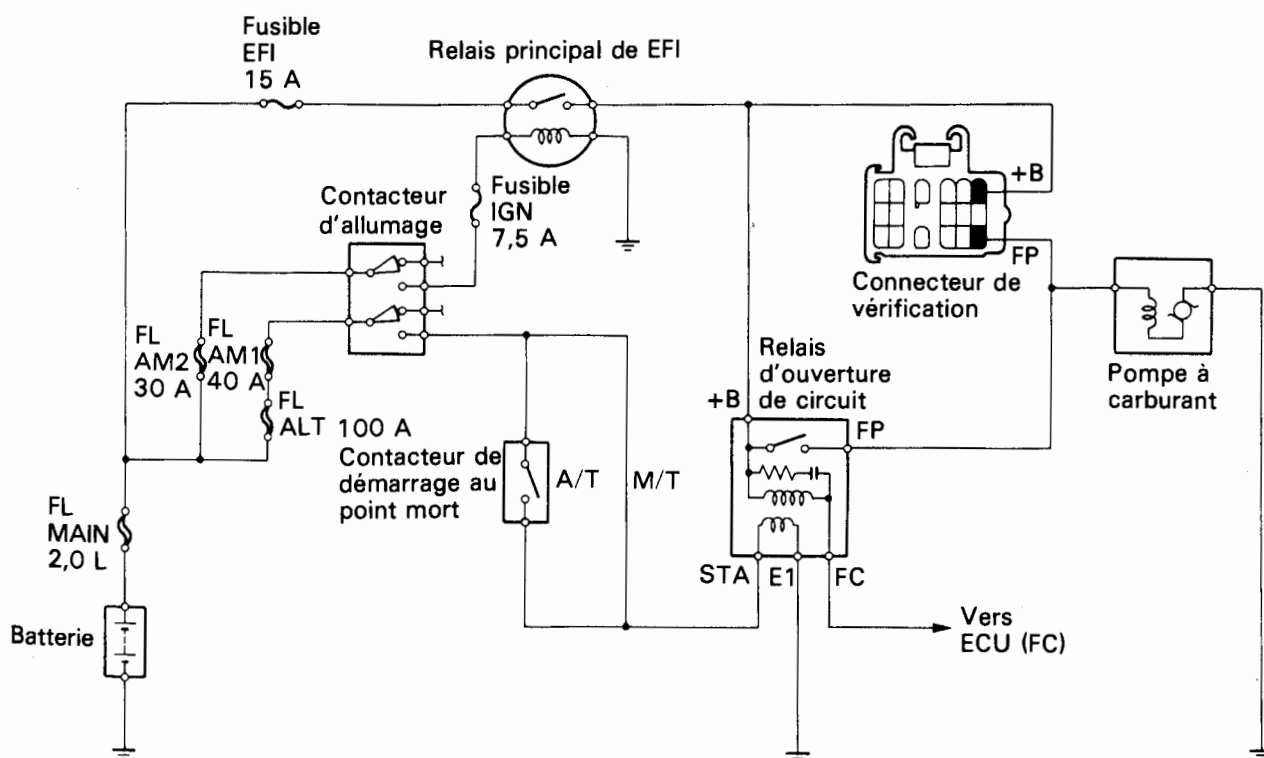 Fusible
EFI
15 A
Relais principal de EFI
+B
Contacteur
d'allumage
Fusible
IGN
7,5 A
FP
Connecteur de
vérification
FL
AM2
30 A
FL
AM1
40 A
FL
ALT 100 A
Relais
d'ouverture
de circuit
+B
FP
Pompe à
carburant
Contacteur de
démarrage au
point mort
A/T
M/T
FL
MAIN
2,0 L
STA
E1
FC
Batterie
Vers
ECU (FC)